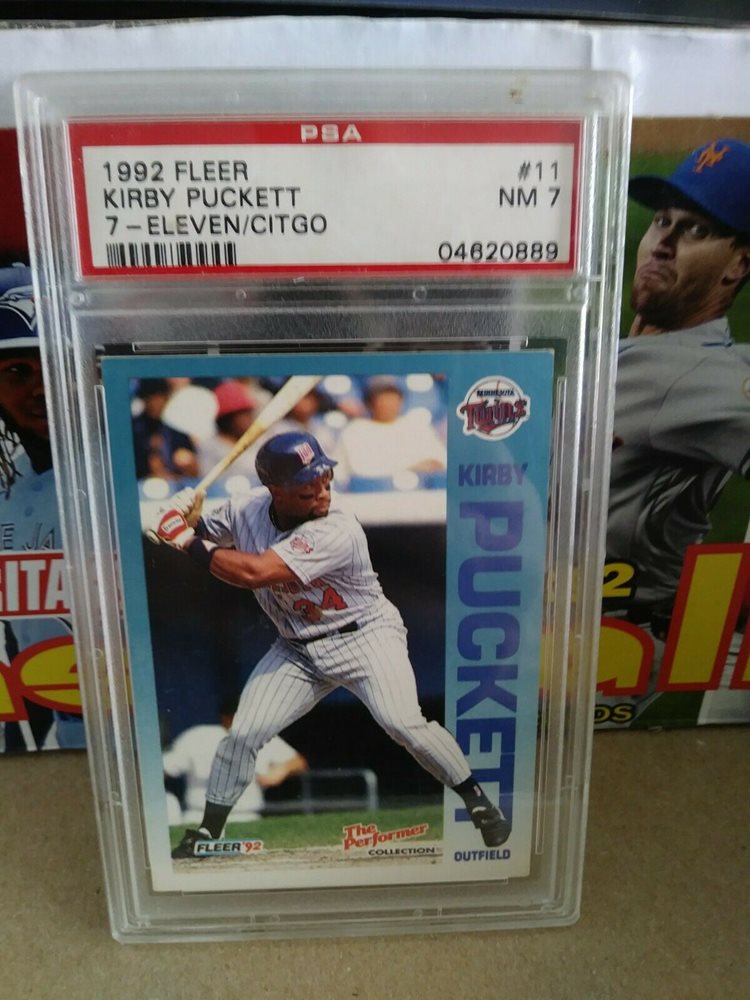 PSA
1992 FLEER #11
KIRBY PUCKETT NM 7
7-ELEVEN/CITGO
04620889
MINNESOTA
Twins
KIRBY
PUCKETT
34
FLEER '92
The
Performer
COLLECTION
OUTFIELD